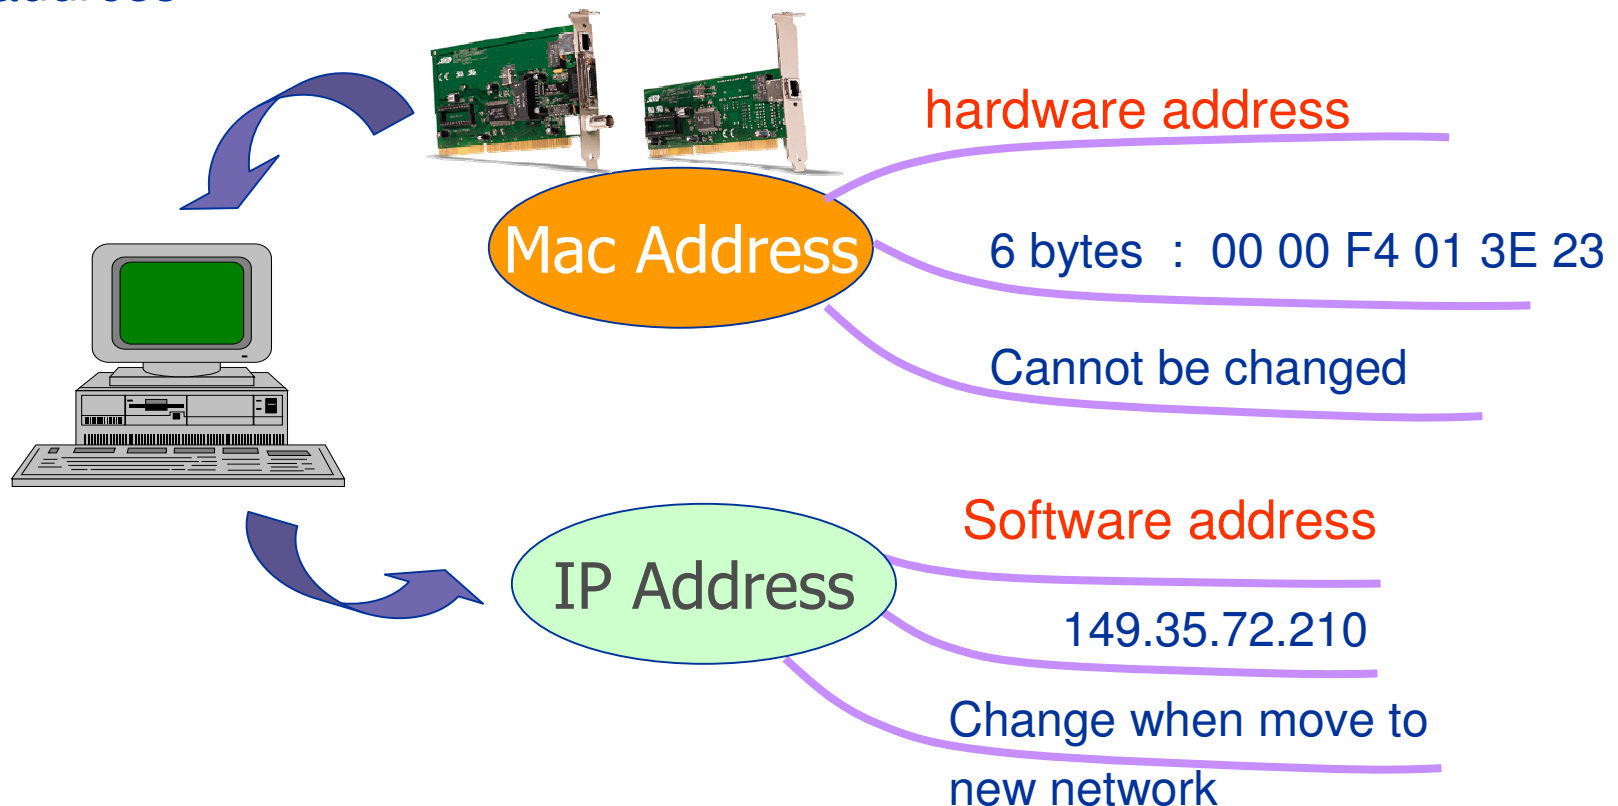 hardware address
Mac Address
6 bytes : 00 00 F4 01 3E 23
Cannot be changed
Software address
IP Address
149.35.72.210
Change when move to
new network